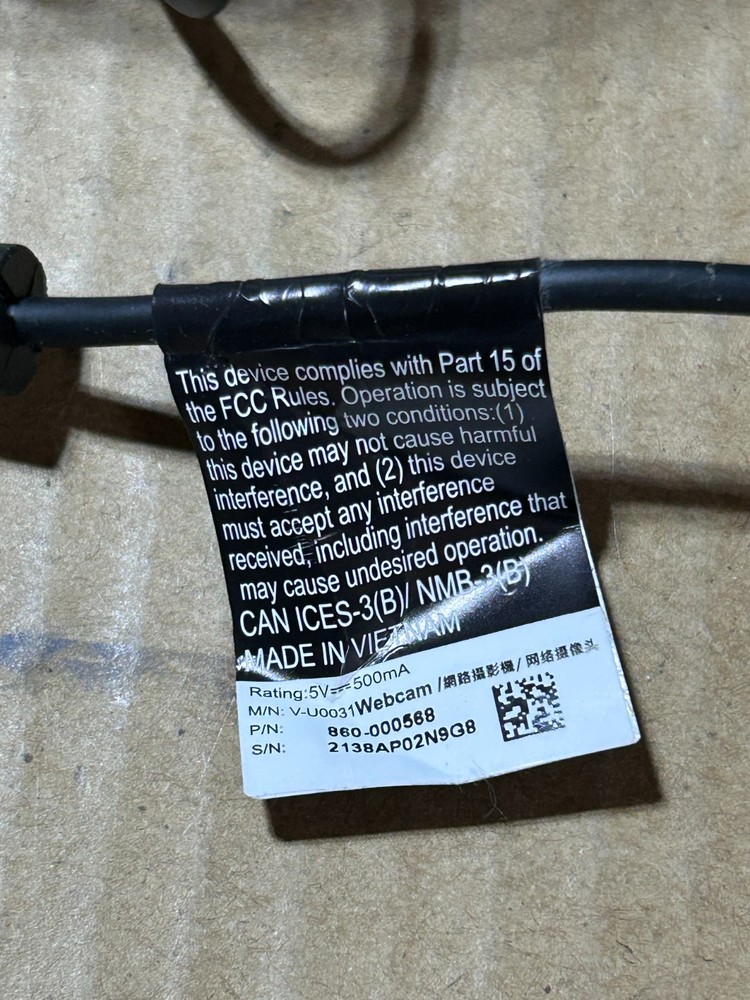 This device complies with Part 15 of
the FCC Rules. Operation is subject
to the following two conditions:(1)
this device may not cause harmful
interference, and (2) this device
must accept any interference
received, including interference that
may cause undesired operation.
CAN ICES-3(B)/ NMB-3(B)
MADE IN VIETNAM
Rating:5V⎓500mA
M/N: V-U0031 Webcam /網路攝影機/ 网络摄像头
P/N: 860-000568
S/N: 2138AP02N9G8